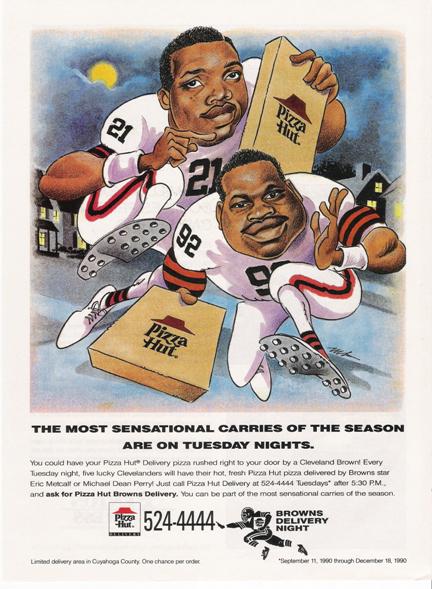 21
Pizza
Hut.
21
92
92
Pizza
Hut.
THE MOST SENSATIONAL CARRIES OF THE SEASON
ARE ON TUESDAY NIGHTS.
You could have your Pizza Hut® Delivery pizza rushed right to your door by a Cleveland Brown! Every
Tuesday night, five lucky Clevelanders will have their hot, fresh Pizza Hut pizza delivered by Browns star
Eric Metcalf or Michael Dean Perry! Just call Pizza Hut Delivery at 524-4444 Tuesdays* after 5:30 P.M.,
and ask for Pizza Hut Browns Delivery. You can be part of the most sensational carries of the season.
Pizza
Hut
DELIVERY
524-4444
BROWNS
DELIVERY
NIGHT
Limited delivery area in Cuyahoga County. One chance per order.
*September 11, 1990 through December 18, 1990